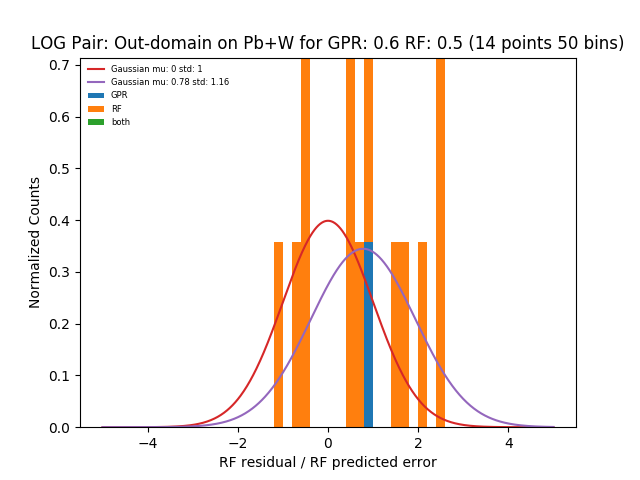 LOG Pair: Out-domain on Pb+W for GPR: 0.6 RF: 0.5 (14 points 50 bins)
Gaussian mu: 0 std: 1
Gaussian mu: 0.78 std: 1.16
GPR
RF
both
Normalized Counts
0.7
0.6
0.5
0.4
0.3
0.2
0.1
0.0
−4
−2
0
2
4
RF residual / RF predicted error